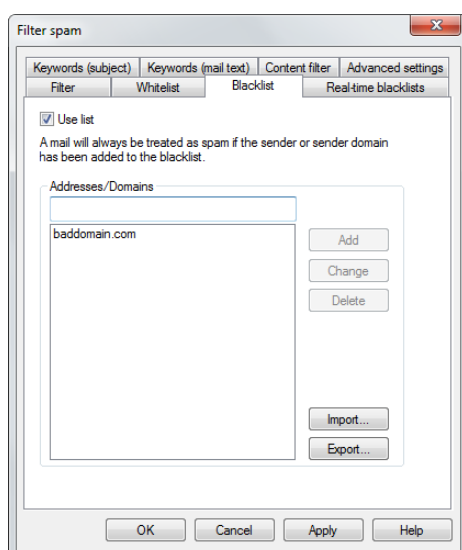 Filter spam
Keywords (subject) Keywords (mail text) Content filter Advanced settings
Filter Whitelist Blacklist Real-time blacklists
Use list
A mail will always be treated as spam if the sender or sender domain
has been added to the blacklist.
Addresses/Domains
baddomain.com
Add
Change
Delete
Import...
Export...
OK Cancel Apply Help